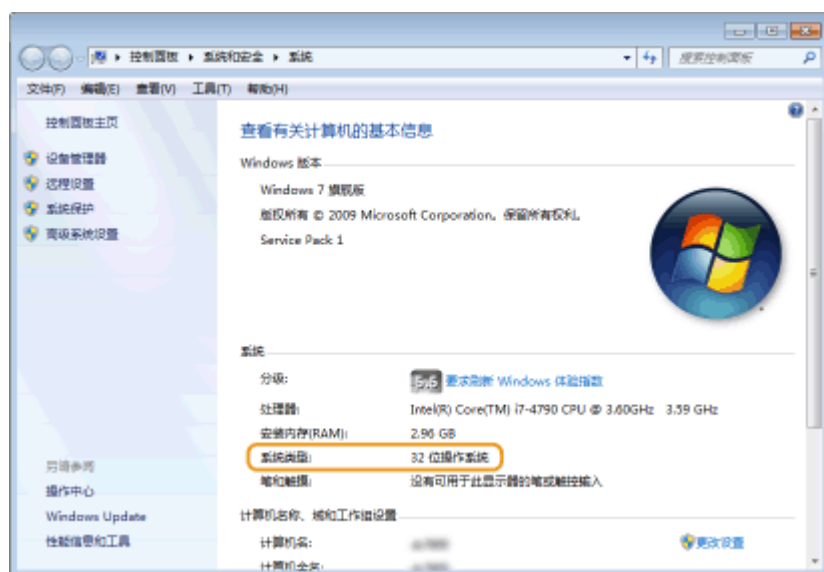 控制面板 ▸ 系统和安全 ▸ 系统
搜索控制面板
文件(F) 编辑(E) 查看(V) 工具(T) 帮助(H)
控制面板主页
设备管理器
远程设置
系统保护
高级系统设置
另请参阅
操作中心
Windows Update
性能信息和工具
查看有关计算机的基本信息
Windows 版本
Windows 7 旗舰版
版权所有 © 2009 Microsoft Corporation。保留所有权利。
Service Pack 1
系统
分级: 5.6 要求刷新 Windows 体验指数
处理器: Intel(R) Core(TM) i7-4790 CPU @ 3.60GHz 3.59 GHz
安装内存(RAM): 2.96 GB
系统类型: 32 位操作系统
笔和触摸: 没有可用于此显示器的笔或触控输入
计算机名称、域和工作组设置
计算机名: 更改设置
计算机全名: